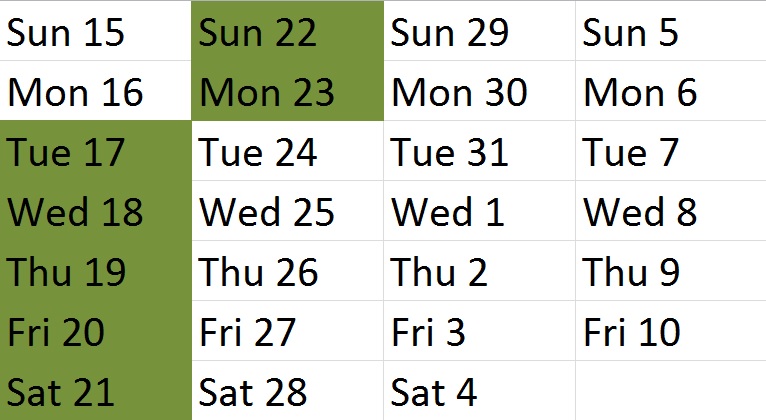 Sun 15 Sun 22 Sun 29 Sun 5
Mon 16 Mon 23 Mon 30 Mon 6
Tue 17 Tue 24 Tue 31 Tue 7
Wed 18 Wed 25 Wed 1 Wed 8
Thu 19 Thu 26 Thu 2 Thu 9
Fri 20 Fri 27 Fri 3 Fri 10
Sat 21 Sat 28 Sat 4